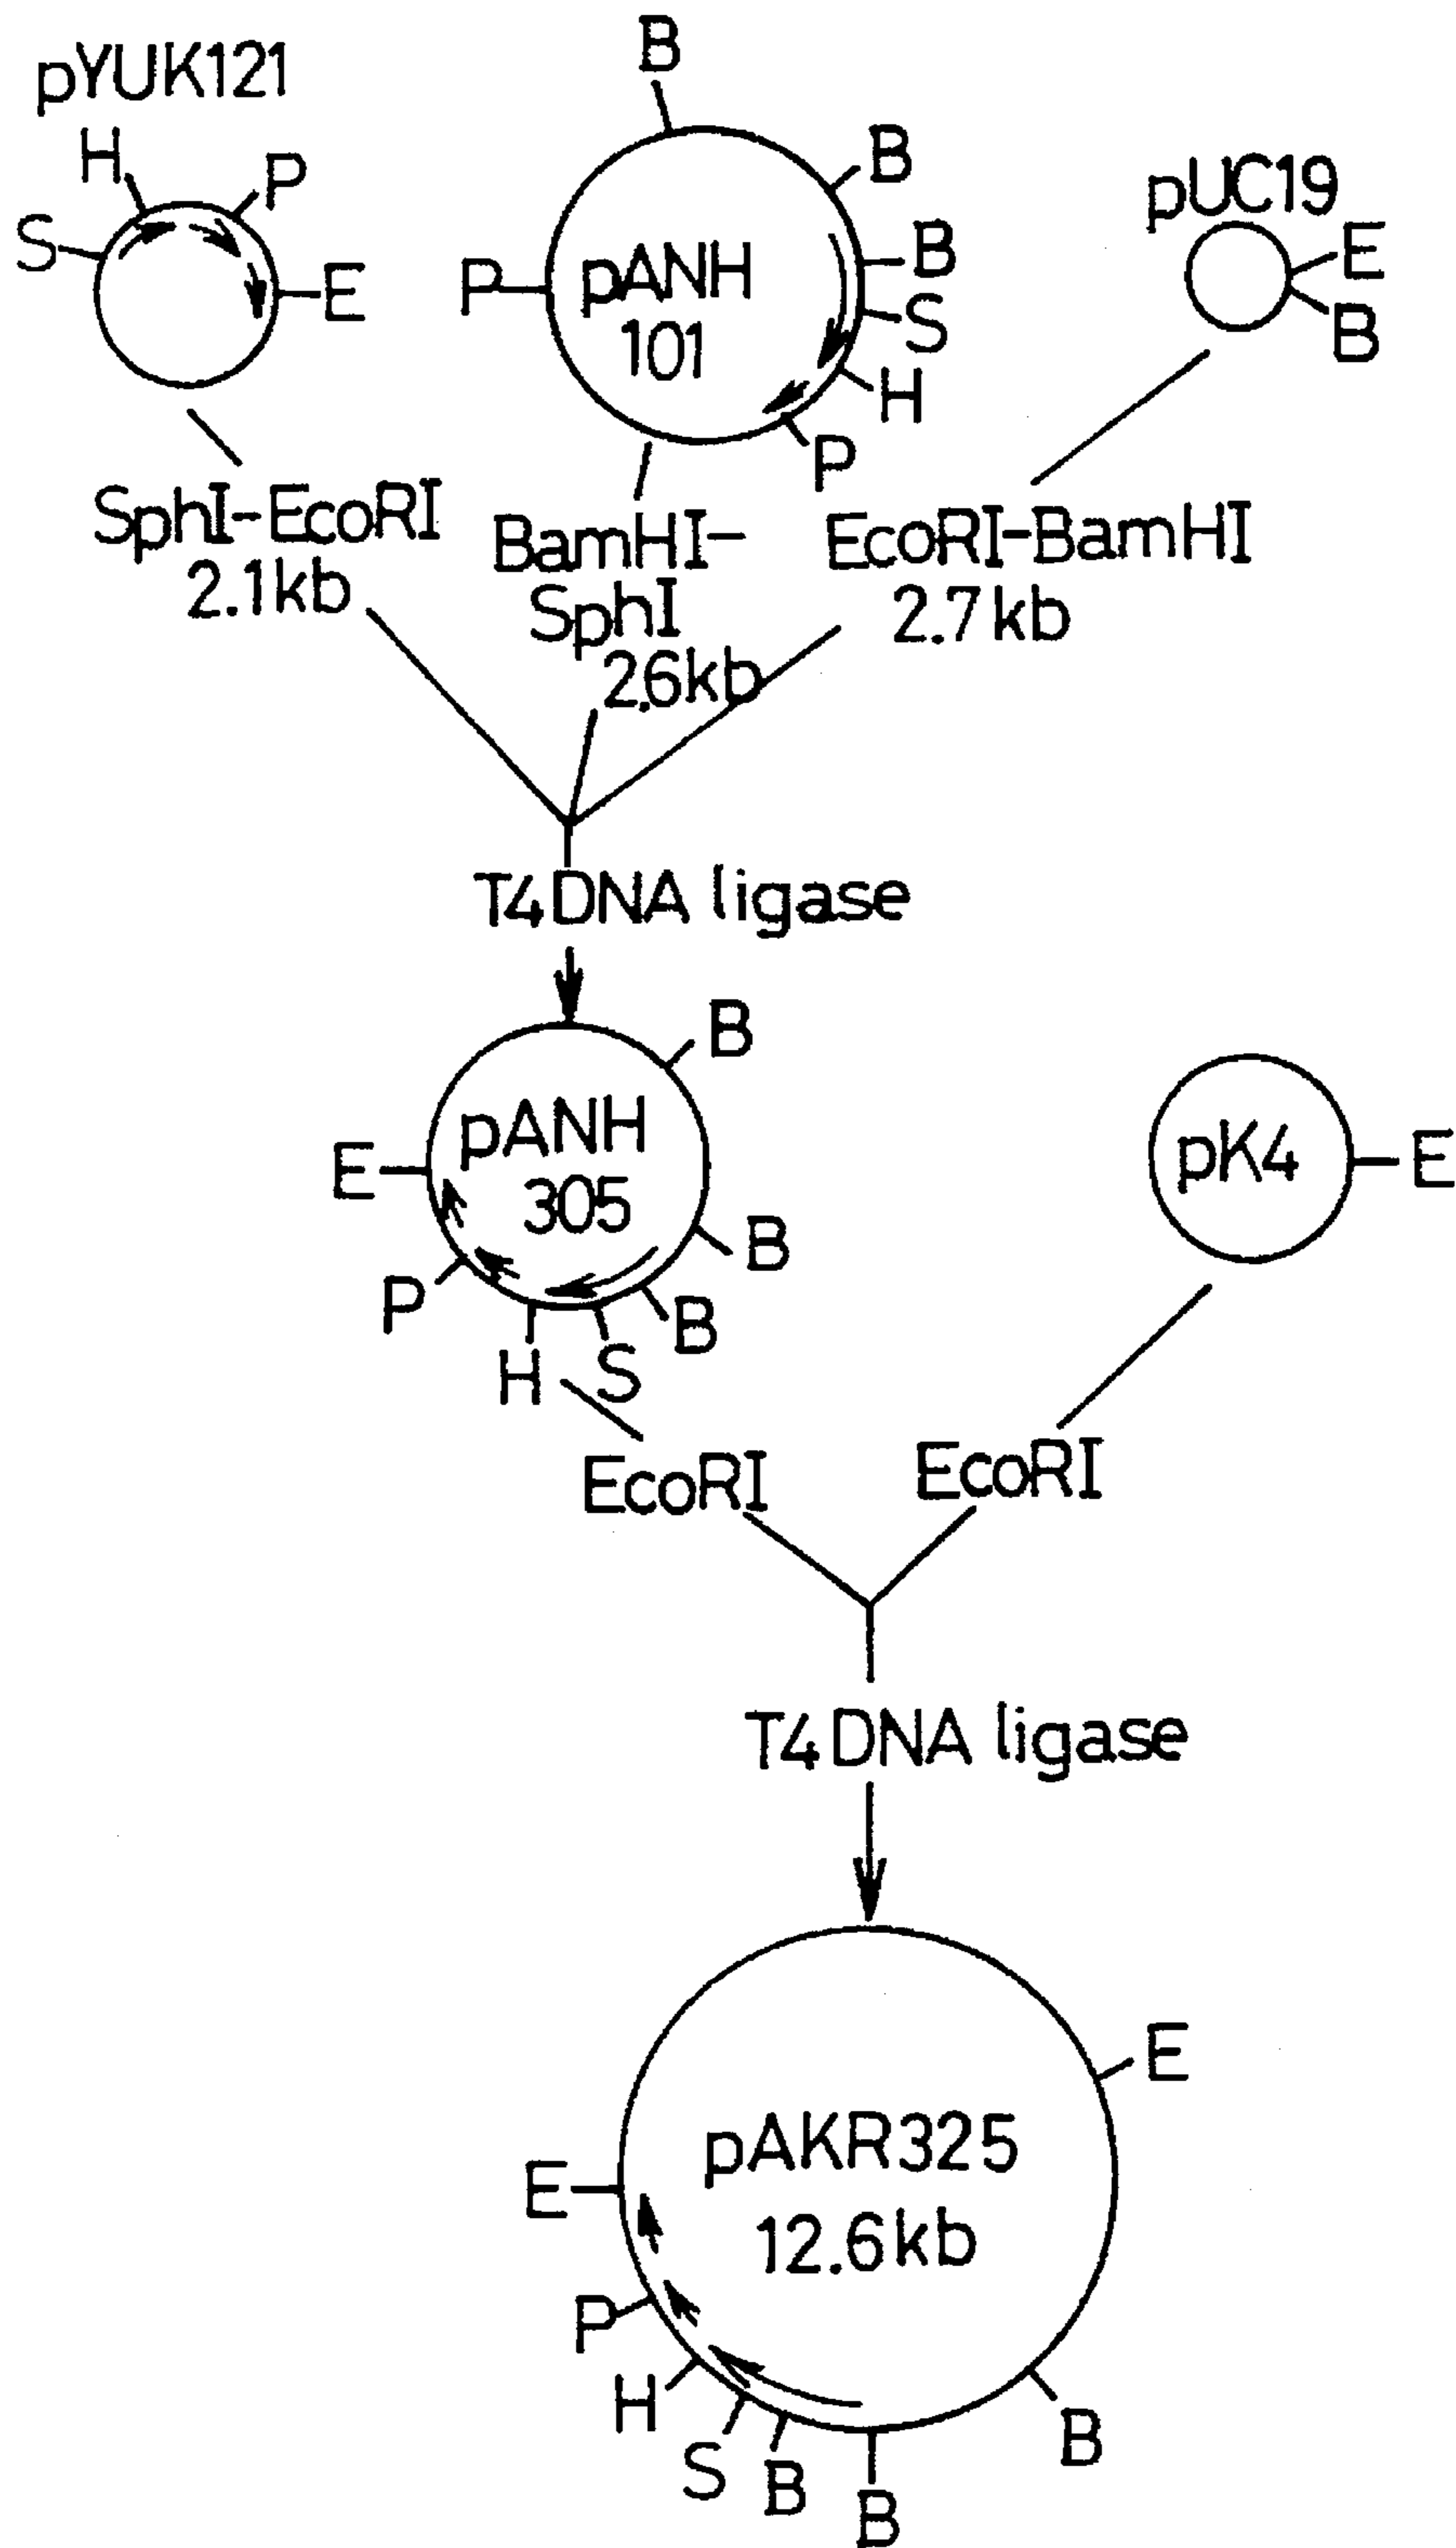 pYUK121
H
P
S
E
B
B
B
S
H
P
P
pANH
101
pUC19
E
B
SphI-EcoRI
2.1kb
BamHI-
SphI
2.6kb
EcoRI-BamHI
2.7kb
T4DNA ligase
pANH
305
B
E
B
B
P
H
S
pK4
E
EcoRI
EcoRI
T4DNA ligase
pAKR325
12.6kb
E
E
P
H
S
B
B
B